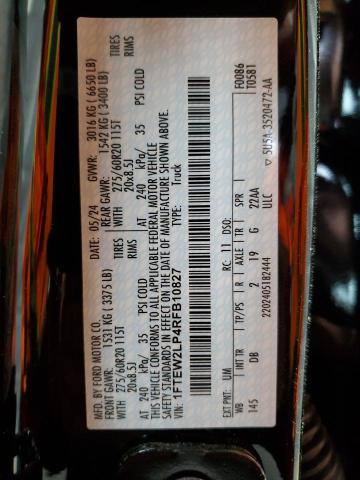 MFD. BY FORD MOTOR CO.
DATE: 05/24 GVWR: 3016 KG ( 6650 LB)
FRONT GAWR: 1531 KG ( 3375 LB) REAR GAWR: 1542 KG ( 3400 LB)
WITH 275/60R20 115T TIRES WITH 275/60R20 115T TIRES
20x8.5J RIMS 20x8.5J RIMS
AT 240 kPa/ 35 PSI COLD AT 240 kPa/ 35 PSI COLD
THIS VEHICLE CONFORMS TO ALL APPLICABLE FEDERAL MOTOR VEHICLE
SAFETY STANDARDS IN EFFECT ON THE DATE OF MANUFACTURE SHOWN ABOVE.
VIN: 1FTEW2LP4RFB10827 TYPE: Truck
F0086
T0581
EXT PNT: UM RC: 11 DSO:
WB INT TR TP/PS R AXLE TR SPR
145 DB 2 19 G 22AA
ULC
2202405182444 ▽ 5U5A-3520472-AA